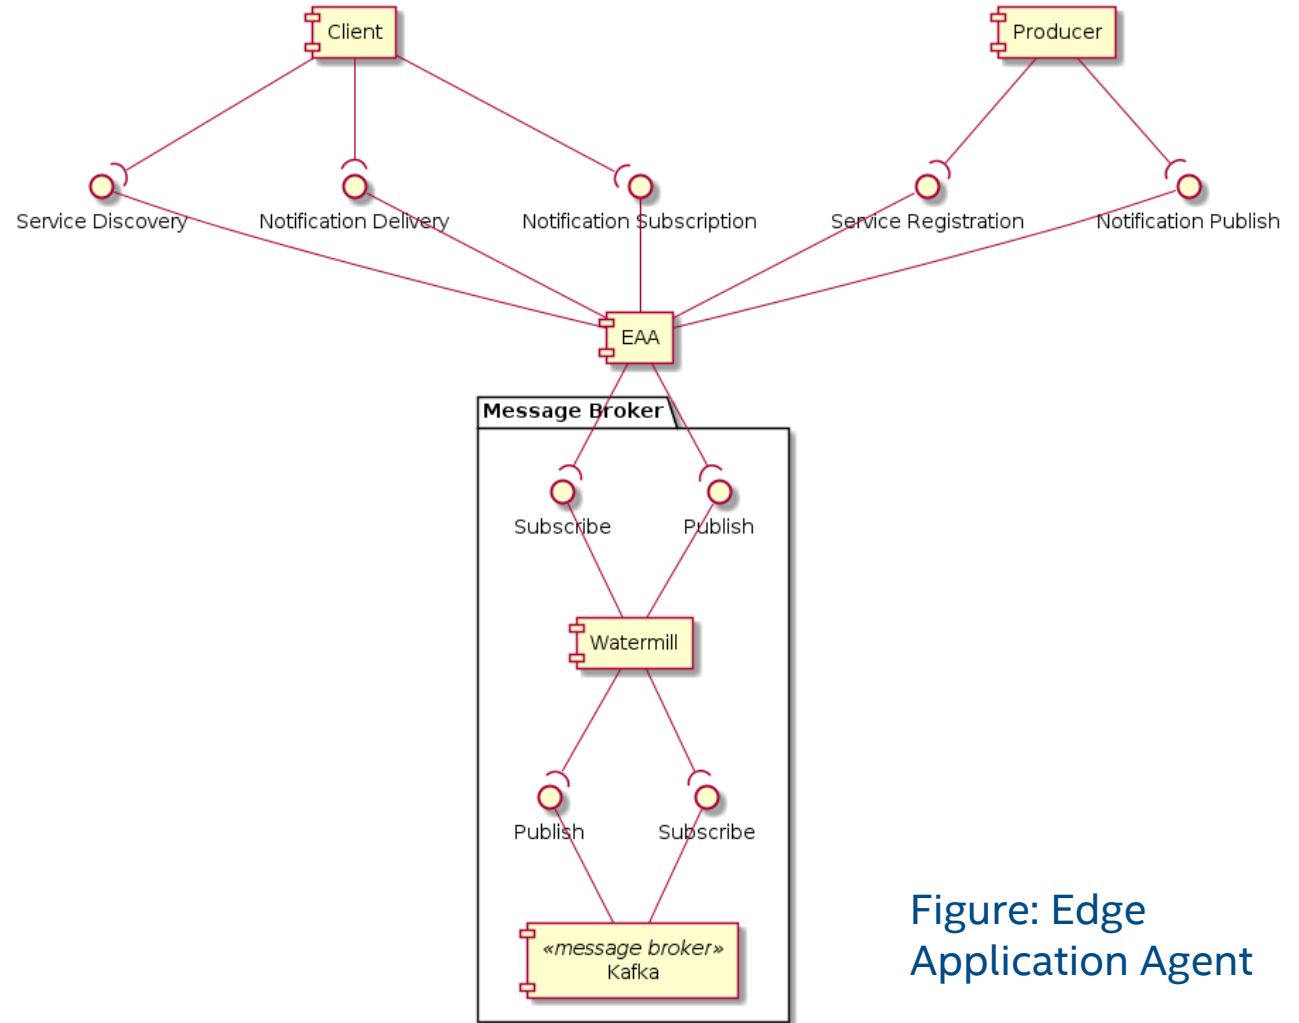 Client
Producer
Service Discovery
Notification Delivery
Notification Subscription
Service Registration
Notification Publish
EAA
Message Broker
Subscribe
Publish
Watermill
Publish
Subscribe
«message broker»
Kafka
Figure: Edge
Application Agent